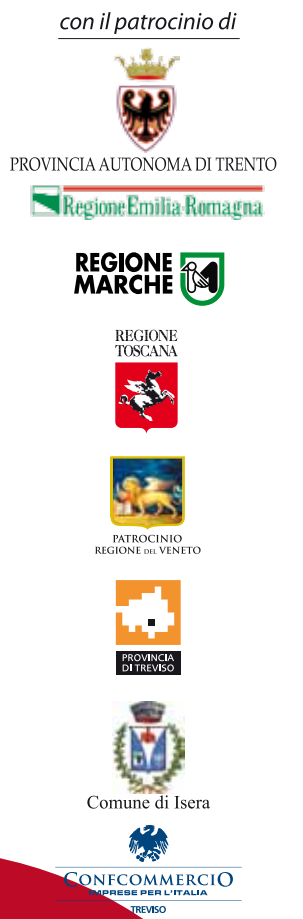 con il patrocinio di
PROVINCIA AUTONOMA DI TRENTO
Regione Emilia-Romagna
REGIONE
MARCHE
REGIONE
TOSCANA
PATROCINIO
REGIONE DEL VENETO
PROVINCIA
DI TREVISO
Comune di Isera
CONFCOMMERCIO
IMPRESE PER L'ITALIA
TREVISO